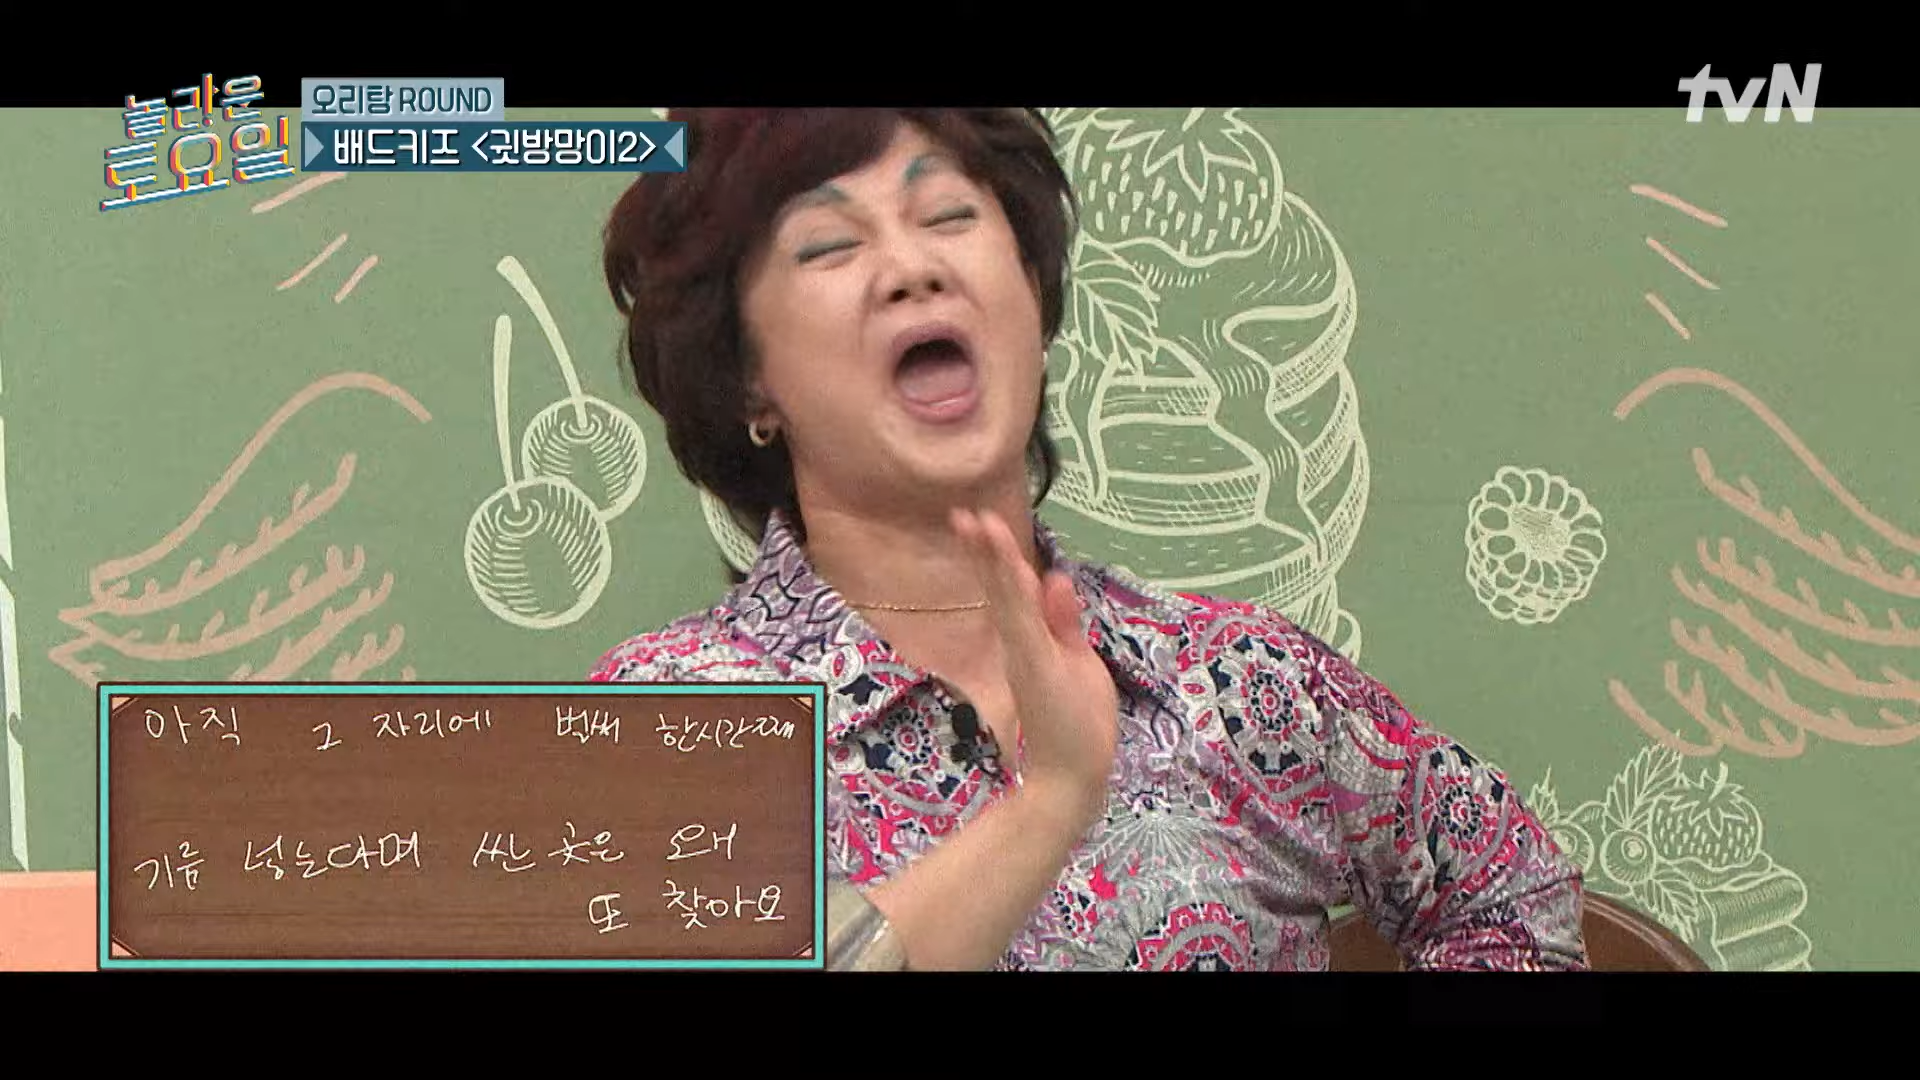 놀라운
토요일
오리탕 ROUND
배드키즈 <귓방망이2>
tvN
아직 그 자리에 벌써 한시간째
기름 넣는다며 싼 곳은 왜
또 찾아요